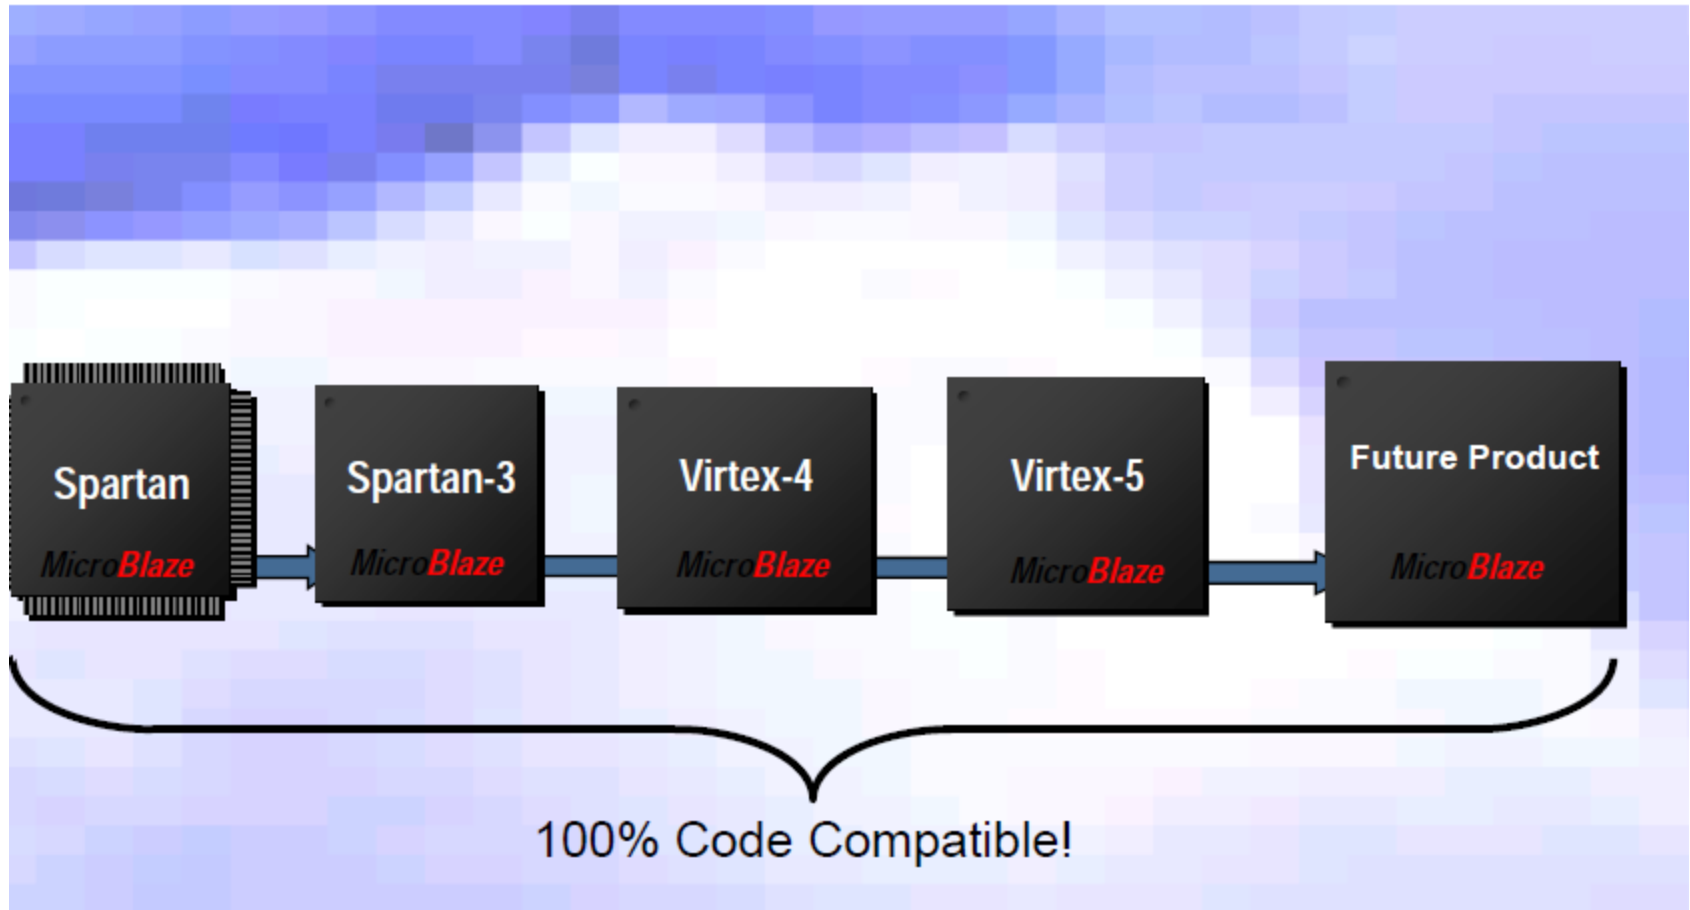 Spartan
MicroBlaze
Spartan-3
MicroBlaze
Virtex-4
MicroBlaze
Virtex-5
MicroBlaze
Future Product
MicroBlaze
100% Code Compatible!